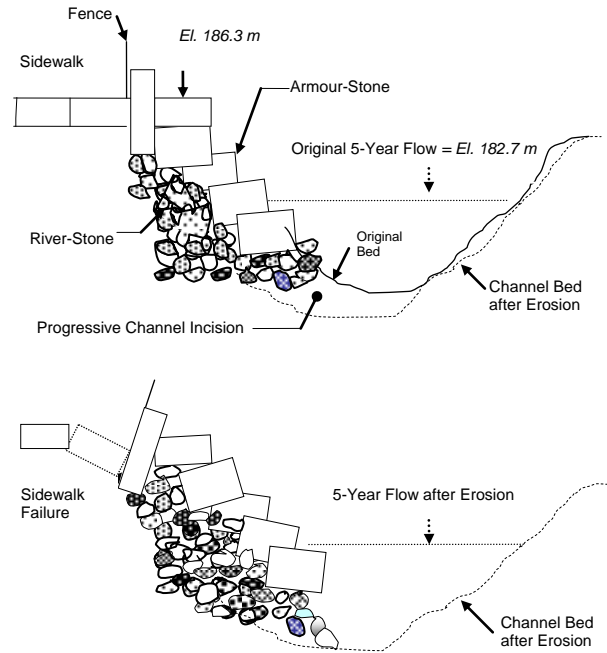 Fence
El. 186.3 m
Sidewalk
Armour-Stone
Original 5-Year Flow = El. 182.7 m
River-Stone
Original
Bed
Channel Bed
after Erosion
Progressive Channel Incision
Sidewalk
Failure
5-Year Flow after Erosion
Channel Bed
after Erosion